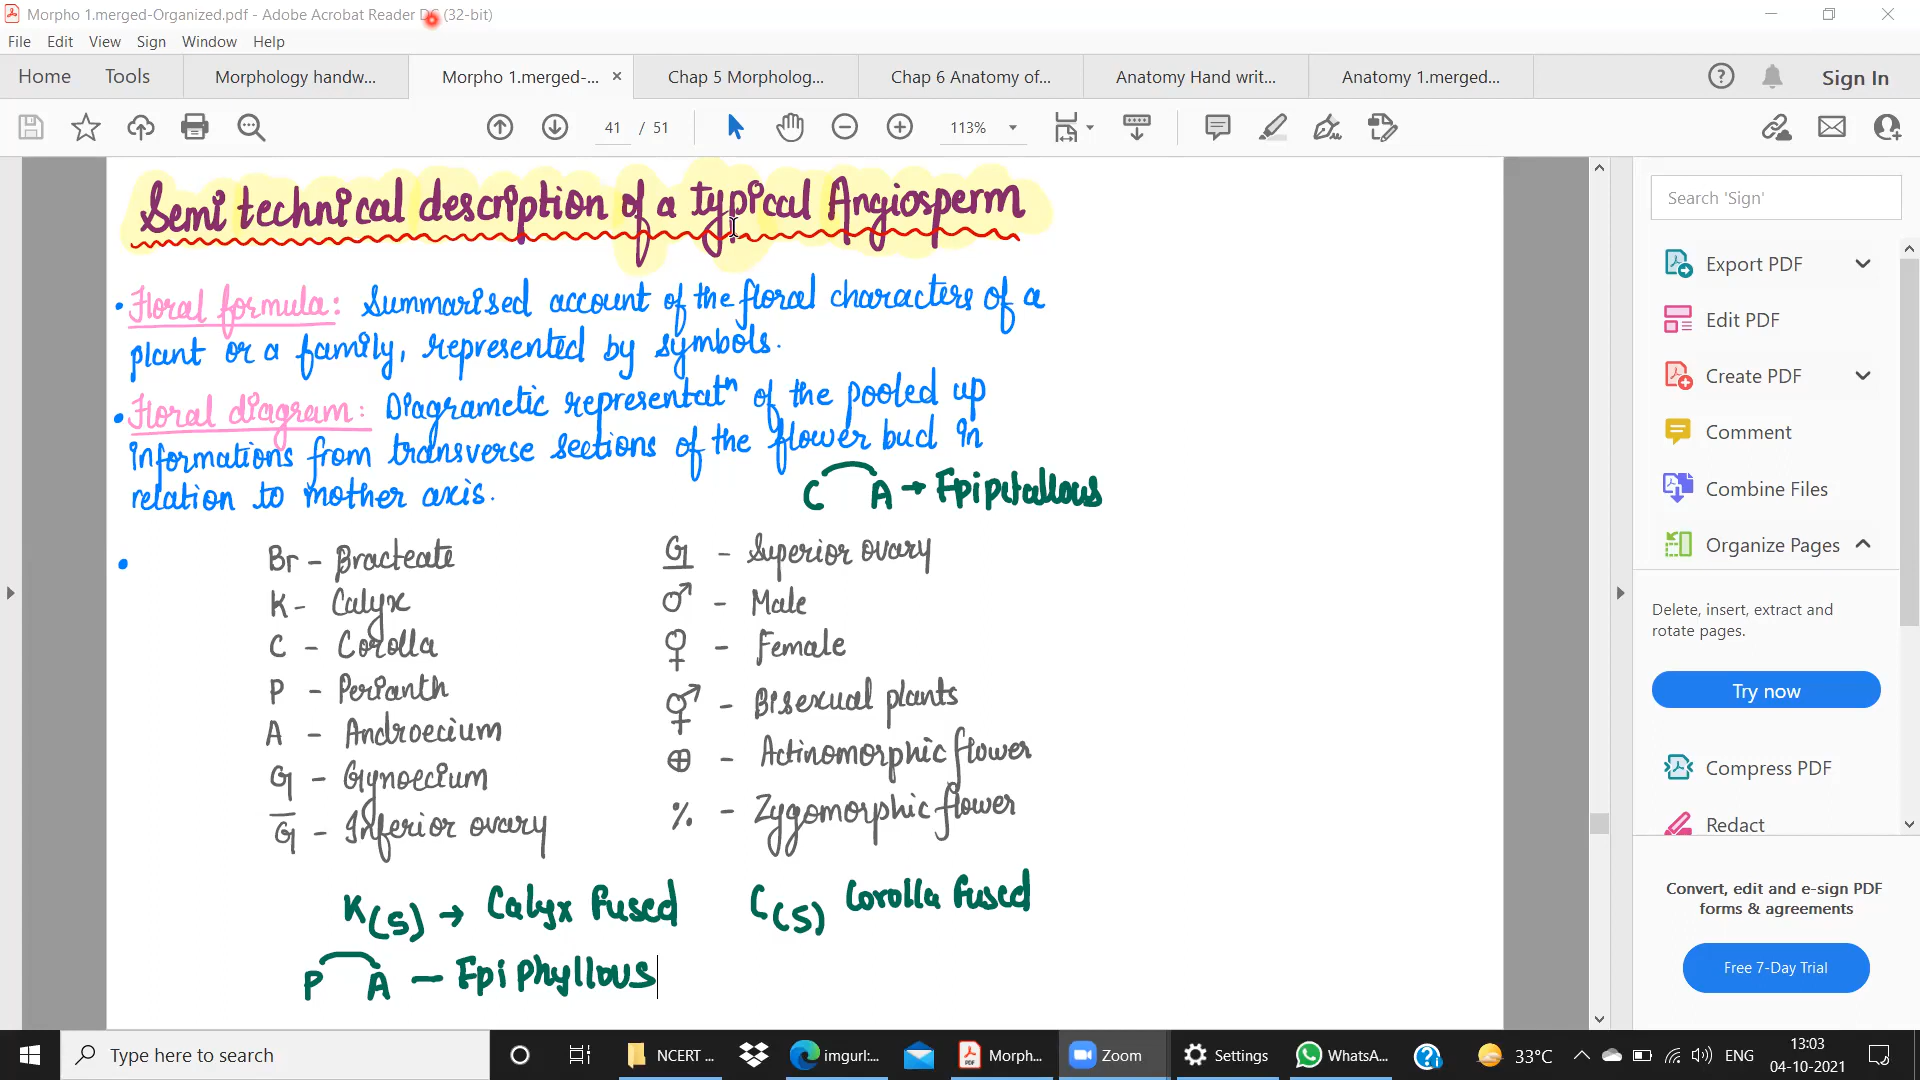 Morpho 1.merged-Organized.pdf - Adobe Acrobat Reader DC (32-bit)
File Edit View Sign Window Help
Home Tools Morphology handw... Morpho 1.merged-... × Chap 5 Morpholog... Chap 6 Anatomy of... Anatomy Hand writ... Anatomy 1.merged... Sign In
41 / 51 113%
Semi technical description of a typical Angiosperm
• Floral formula: Summarised account of the floral characters of a
plant or a family, represented by symbols.
• Floral diagram: Diagrametic representatn of the pooled up
informations from transverse sections of the flower bud in
relation to mother axis.
C A → Epipetallous
Br - Bracteate
K - Calyx
C - Corolla
P - Perianth
A - Androecium
G - Gynoecium
G̅ - Inferior ovary
G̲ - Superior ovary
♂ - Male
♀ - Female
⚥ - Bisexual plants
⊕ - Actinomorphic flower
% - Zygomorphic flower
K(5) → Calyx fused C(5) Corolla fused
P A - Epiphyllous
Search 'Sign'
Export PDF
Edit PDF
Create PDF
Comment
Combine Files
Organize Pages
Delete, insert, extract and
rotate pages.
Try now
Compress PDF
Redact
Convert, edit and e-sign PDF
forms & agreements
Free 7-Day Trial
Type here to search NCERT ... imgurl:... Morph... Zoom Settings WhatsA... 33°C ENG 13:03
04-10-2021